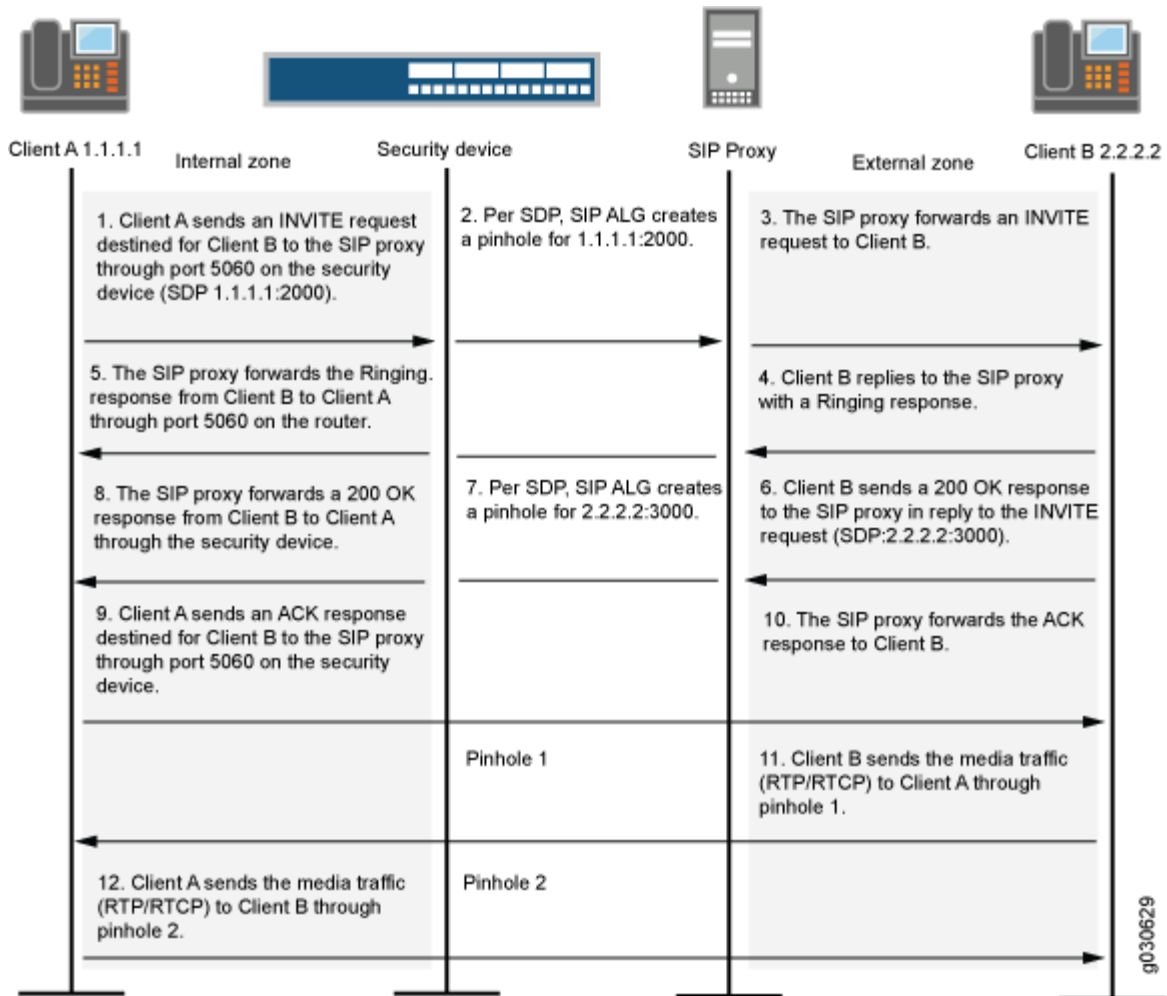 Client A 1.1.1.1
Internal zone
Security device
SIP Proxy
External zone
Client B 2.2.2.2
1. Client A sends an INVITE request
destined for Client B to the SIP proxy
through port 5060 on the security
device (SDP 1.1.1.1:2000).
2. Per SDP, SIP ALG creates
a pinhole for 1.1.1.1:2000.
3. The SIP proxy forwards an INVITE
request to Client B.
5. The SIP proxy forwards the Ringing.
response from Client B to Client A
through port 5060 on the router.
4. Client B replies to the SIP proxy
with a Ringing response.
8. The SIP proxy forwards a 200 OK
response from Client B to Client A
through the security device.
7. Per SDP, SIP ALG creates
a pinhole for 2.2.2.2:3000.
6. Client B sends a 200 OK response
to the SIP proxy in reply to the INVITE
request (SDP:2.2.2.2:3000).
9. Client A sends an ACK response
destined for Client B to the SIP proxy
through port 5060 on the security
device.
10. The SIP proxy forwards the ACK
response to Client B.
Pinhole 1
11. Client B sends the media traffic
(RTP/RTCP) to Client A through
pinhole 1.
12. Client A sends the media traffic
(RTP/RTCP) to Client B through
pinhole 2.
Pinhole 2
g030629